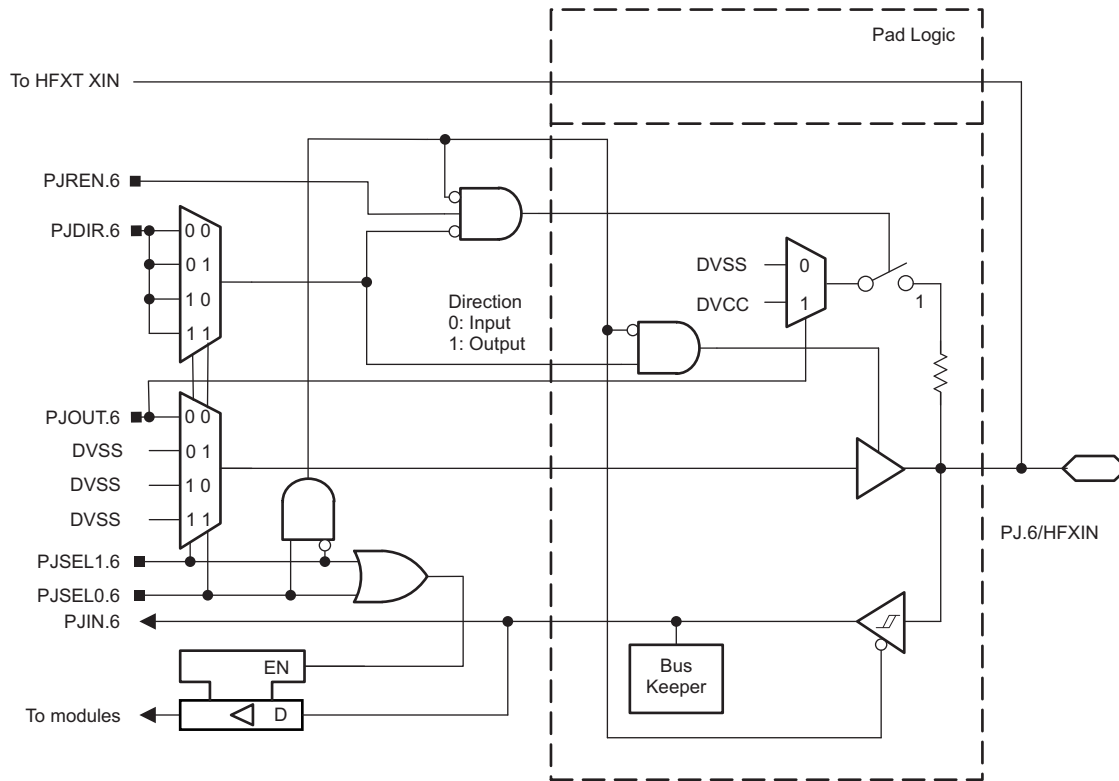 Pad Logic
To HFXT XIN
PJREN.6
PJDIR.6
0 0
0 1
1 0
1 1
DVSS
0
DVCC
1
1
Direction
0: Input
1: Output
PJOUT.6
0 0
DVSS
0 1
DVSS
1 0
DVSS
1 1
PJ.6/HFXIN
PJSEL1.6
PJSEL0.6
PJIN.6
EN
Bus
Keeper
To modules
D